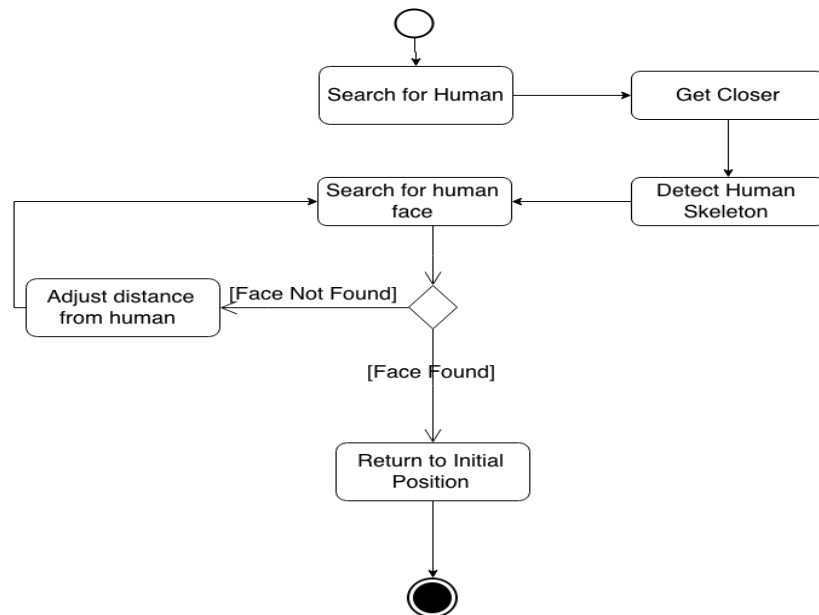 Search for Human
Get Closer
Search for human
face
Detect Human
Skeleton
Adjust distance
from human
[Face Not Found]
[Face Found]
Return to Initial
Position